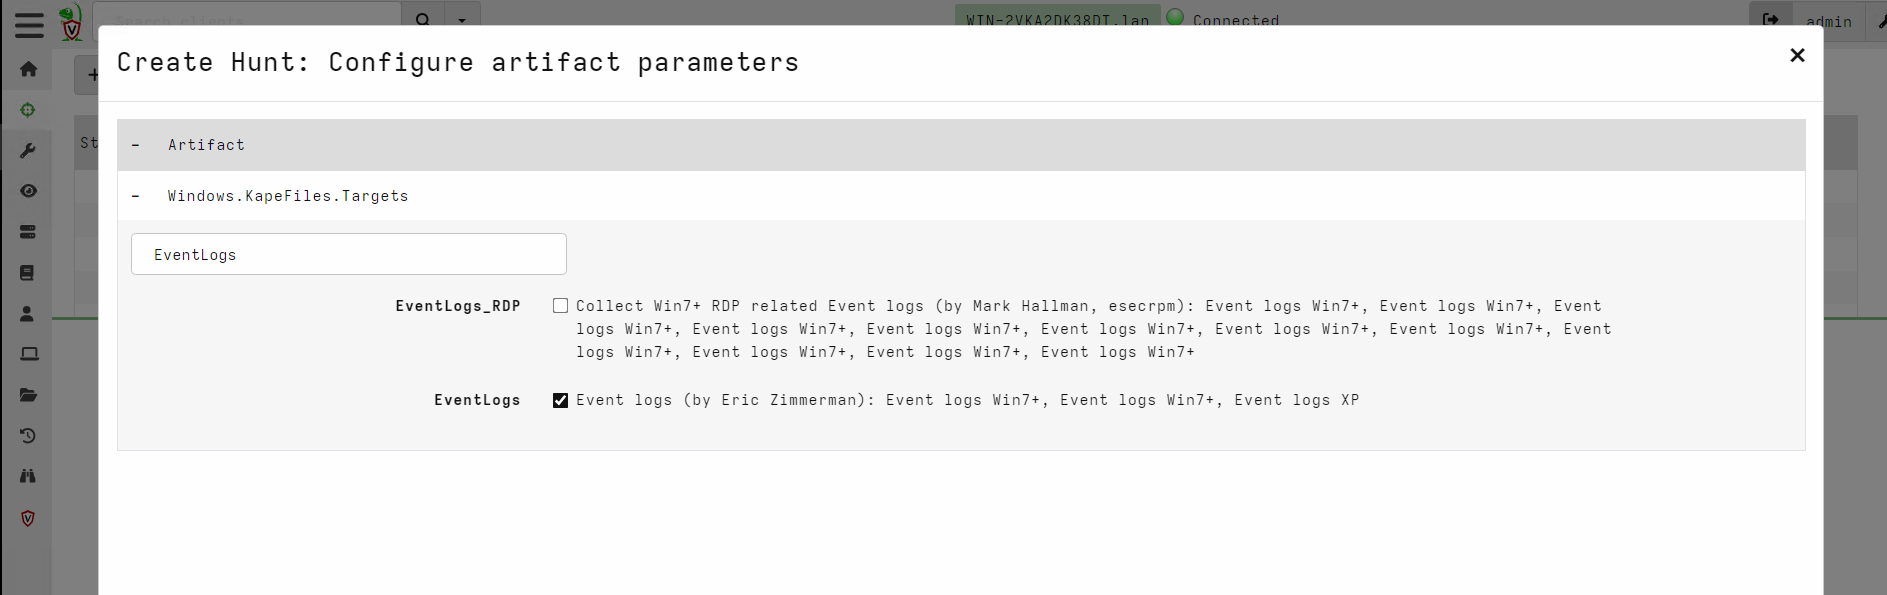 Search clients
WIN-2VKA2DK38DT.lan Connected
admin
Create Hunt: Configure artifact parameters
St
- Artifact
- Windows.KapeFiles.Targets
EventLogs
EventLogs_RDP Collect Win7+ RDP related Event logs (by Mark Hallman, esecrpm): Event logs Win7+, Event logs Win7+, Event
logs Win7+, Event logs Win7+, Event logs Win7+, Event logs Win7+, Event logs Win7+, Event logs Win7+, Event
logs Win7+, Event logs Win7+, Event logs Win7+, Event logs Win7+
EventLogs Event logs (by Eric Zimmerman): Event logs Win7+, Event logs Win7+, Event logs XP